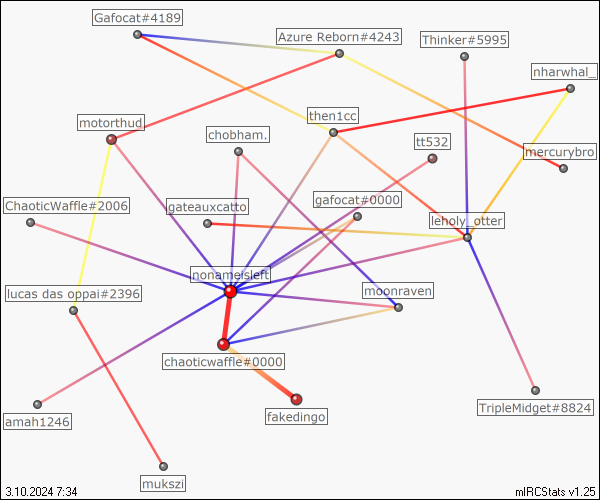 Gafocat#4189
Azure Reborn#4243
Thinker#5995
nharwhal_
then1cc
motorthud
chobham.
tt532
mercurybro
ChaoticWaffle#2006
gateauxcatto
gafocat#0000
leholy_otter
nonameisleft
lucas das oppai#2396
moonraven
chaoticwaffle#0000
fakedingo
TripleMidget#8824
amah1246
mukszi
3.10.2024 7:34
mIRCStats v1.25